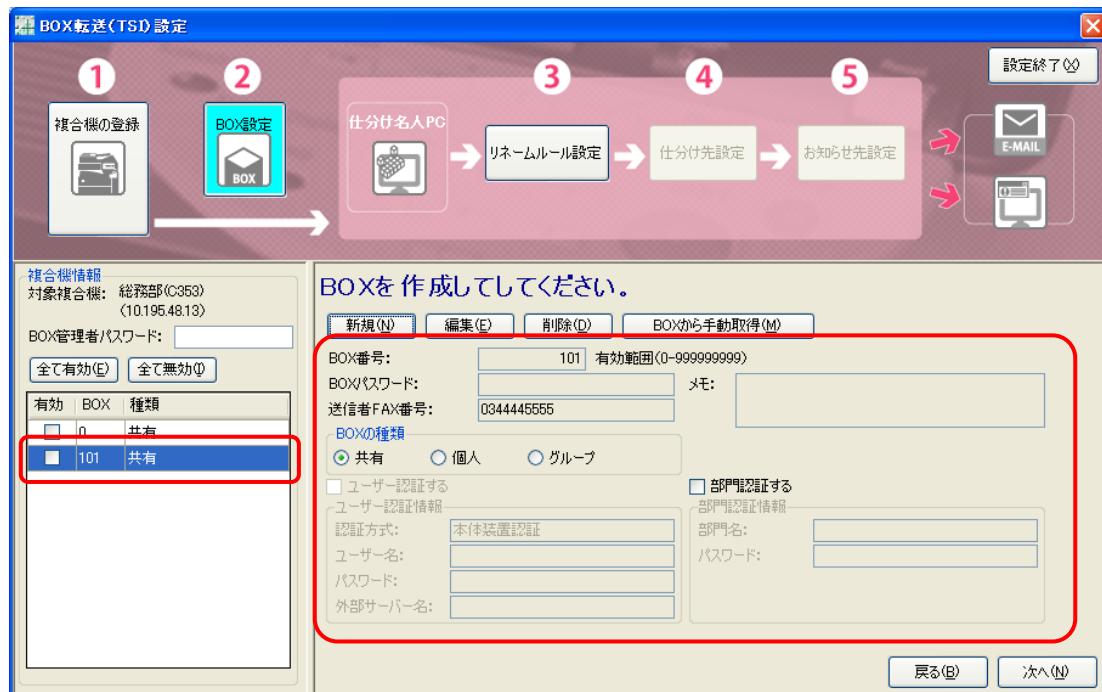 BOX転送(TSI)設定
設定終了(X)
1
2
3
4
5
複合機の登録
BOX設定
BOX
仕分け名人PC
リネームルール設定
仕分け先設定
お知らせ先設定
E-MAIL
複合機情報
対象複合機: 総務部(C353)
(10.195.48.13)
BOX管理者パスワード:
全て有効(E) 全て無効(I)
有効 BOX 種類
0 共有
101 共有
BOXを作成してしてください。
新規(N) 編集(E) 削除(D) BOXから手動取得(M)
BOX番号: 101 有効範囲(0-999999999)
BOXパスワード: メモ:
送信者FAX番号: 0344445555
BOXの種類
共有 個人 グループ
ユーザー認証する 部門認証する
ユーザー認証情報 部門認証情報
認証方式: 本体装置認証 部門名:
ユーザー名: パスワード:
パスワード:
外部サーバー名:
戻る(B) 次へ(N)